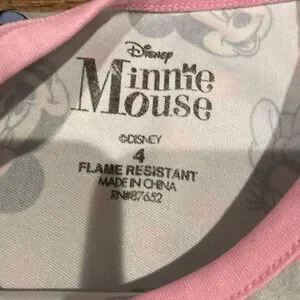 Disney
Minnie
Mouse
©DISNEY
4
FLAME RESISTANT
MADE IN CHINA
RN#87652